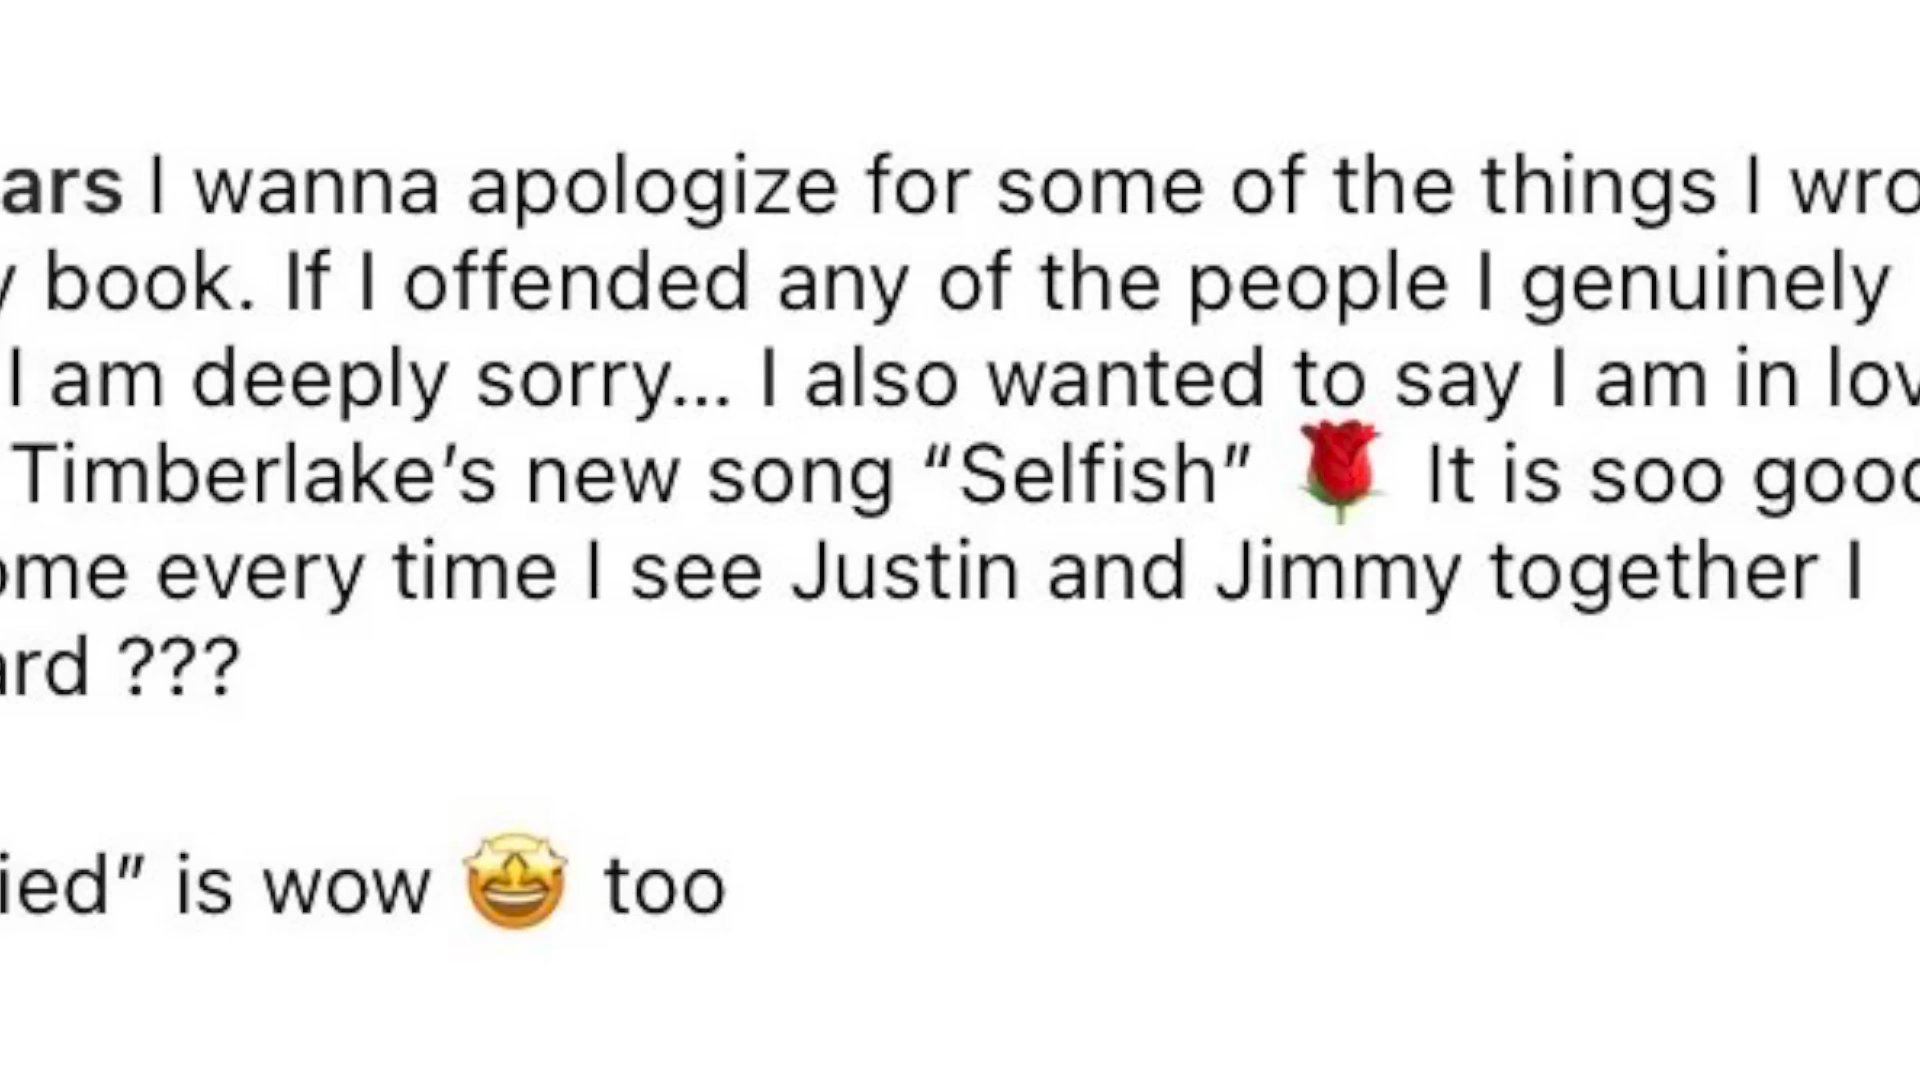 ars I wanna apologize for some of the things I wro
y book. If I offended any of the people I genuinely
I am deeply sorry... I also wanted to say I am in lov
Timberlake’s new song “Selfish” 🌹 It is soo good
ome every time I see Justin and Jimmy together I
ard ???
ied” is wow 🤩 too